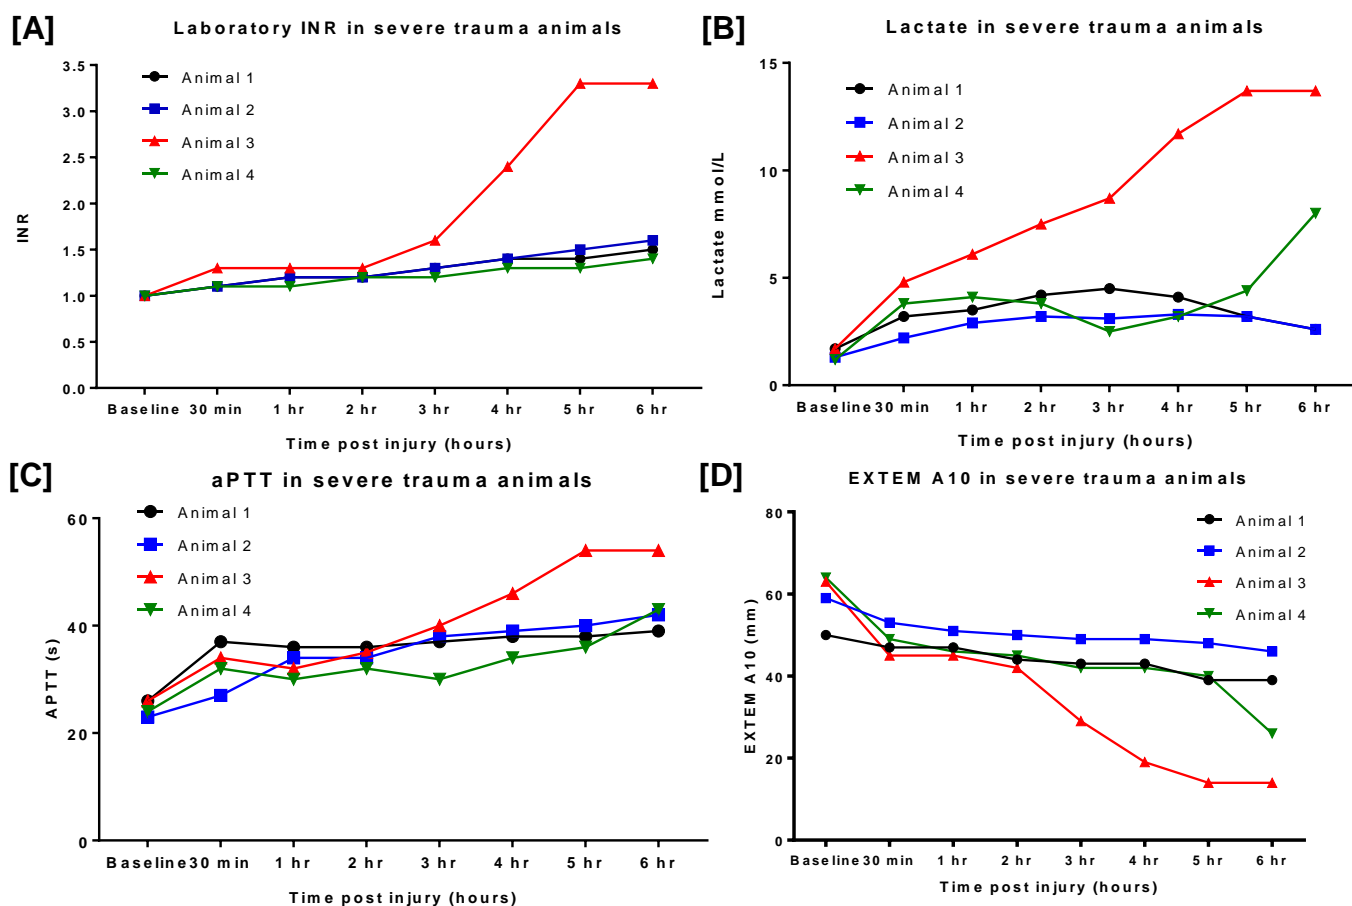 [A]
Laboratory INR in severe trauma animals
3.5
3.0
2.5
2.0
1.5
1.0
0.5
0.0
INR
Animal 1
Animal 2
Animal 3
Animal 4
Baseline 30 min 1 hr 2 hr 3 hr 4 hr 5 hr 6 hr
Time post injury (hours)
[B]
Lactate in severe trauma animals
15
10
5
0
Lactate mmol/L
Animal 1
Animal 2
Animal 3
Animal 4
Baseline 30 min 1 hr 2 hr 3 hr 4 hr 5 hr 6 hr
Time post injury (hours)
[C]
aPTT in severe trauma animals
60
40
20
0
APTT (s)
Animal 1
Animal 2
Animal 3
Animal 4
Baseline 30 min 1 hr 2 hr 3 hr 4 hr 5 hr 6 hr
Time post injury (hours)
[D]
EXTEM A10 in severe trauma animals
80
60
40
20
0
EXTEM A10 (mm)
Animal 1
Animal 2
Animal 3
Animal 4
Baseline 30 min 1 hr 2 hr 3 hr 4 hr 5 hr 6 hr
Time post injury (hours)